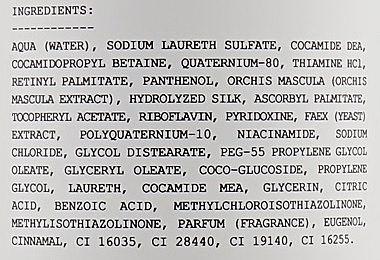 INGREDIENTS:
------------
AQUA (WATER), SODIUM LAURETH SULFATE, COCAMIDE DEA,
COCAMIDOPROPYL BETAINE, QUATERNIUM-80, THIAMINE HCl,
RETINYL PALMITATE, PANTHENOL, ORCHIS MASCULA (ORCHIS
MASCULA EXTRACT), HYDROLYZED SILK, ASCORBYL PALMITATE,
TOCOPHERYL ACETATE, RIBOFLAVIN, PYRIDOXINE, FAEX (YEAST)
EXTRACT, POLYQUATERNIUM-10, NIACINAMIDE, SODIUM
CHLORIDE, GLYCOL DISTEARATE, PEG-55 PROPYLENE GLYCOL
OLEATE, GLYCERYL OLEATE, COCO-GLUCOSIDE, PROPYLENE
GLYCOL, LAURETH, COCAMIDE MEA, GLYCERIN, CITRIC
ACID, BENZOIC ACID, METHYLCHLOROISOTHIAZOLINONE,
METHYLISOTHIAZOLINONE, PARFUM (FRAGRANCE), EUGENOL,
CINNAMAL, CI 16035, CI 28440, CI 19140, CI 16255.